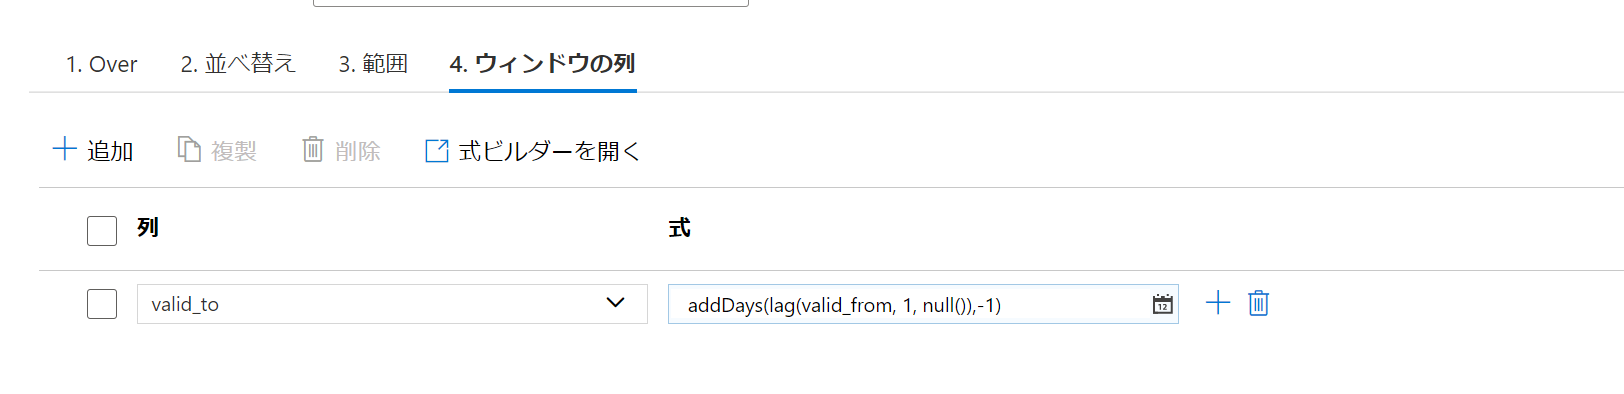 1. Over 2. 並べ替え 3. 範囲 4. ウィンドウの列
追加 複製 削除 式ビルダーを開く
列 式
valid_to addDays(lag(valid_from, 1, null()),-1) 12